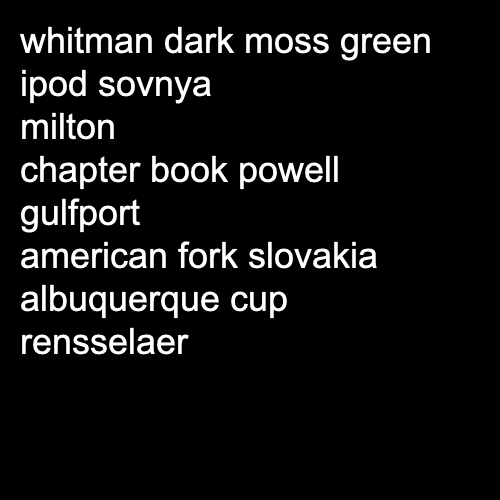 whitman dark moss green
ipod sovnya
milton
chapter book powell
gulfport
american fork slovakia
albuquerque cup
rensselaer